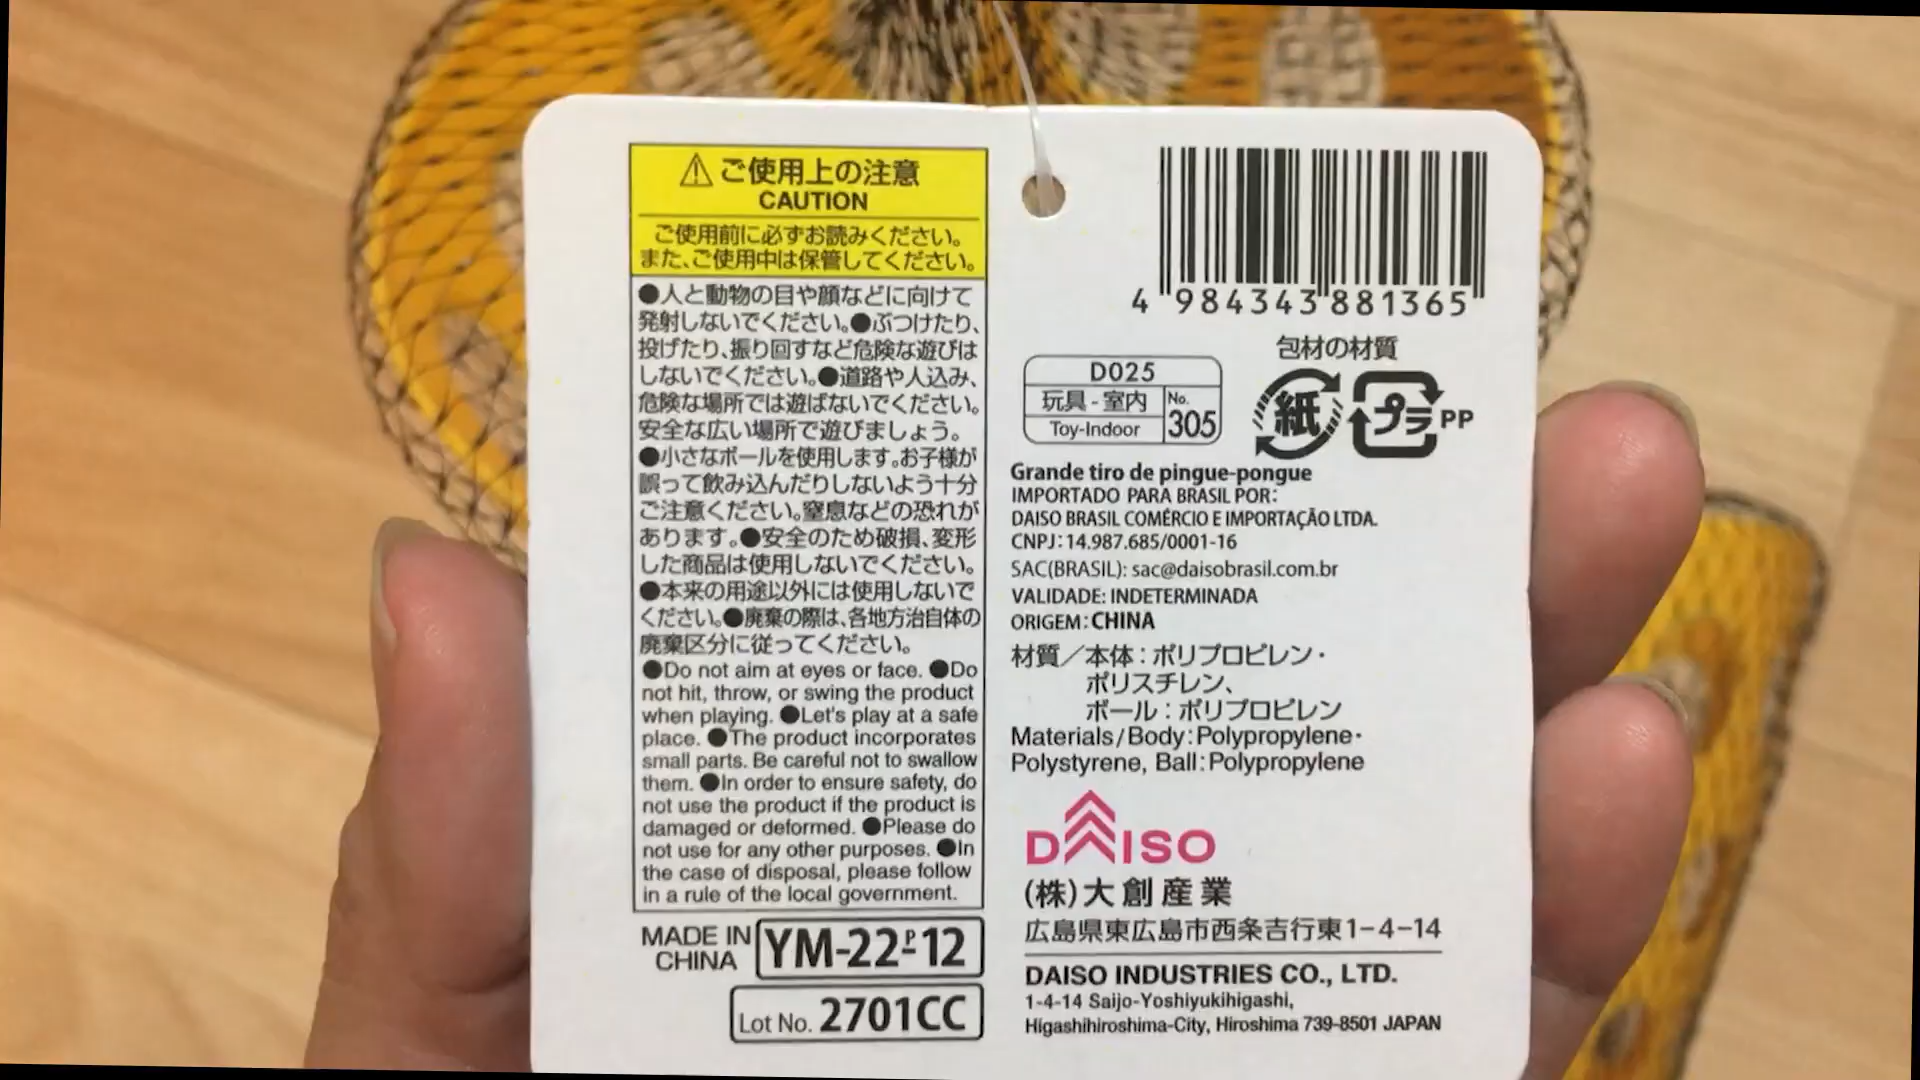 ⚠ご使用上の注意
CAUTION
ご使用前に必ずお読みください。
また、ご使用中は保管してください。
●人と動物の目や顔などに向けて
発射しないでください。●ぶつけたり、
投げたり、振り回すなど危険な遊びは
しないでください。●道路や人込み、
危険な場所では遊ばないでください。
安全な広い場所で遊びましょう。
●小さなボールを使用します。お子様が
誤って飲み込んだりしないよう十分
ご注意ください。窒息などの恐れが
あります。●安全のため破損、変形
した商品は使用しないでください。
●本来の用途以外には使用しないで
ください。●廃棄の際は、各地方治自体の
廃棄区分に従ってください。
●Do not aim at eyes or face. ●Do
not hit, throw, or swing the product
when playing. ●Let's play at a safe
place. ●The product incorporates
small parts. Be careful not to swallow
them. ●In order to ensure safety, do
not use the product if the product is
damaged or deformed. ●Please do
not use for any other purposes. ●In
the case of disposal, please follow
in a rule of the local government.
MADE IN
CHINA
YM-22-P-12
Lot No. 2701CC
4 984343 881365
包材の材質
D025
玩具-室内
Toy-Indoor
No.
305
紙 プラ PP
Grande tiro de pingue-pongue
IMPORTADO PARA BRASIL POR:
DAISO BRASIL COMÉRCIO E IMPORTAÇÃO LTDA.
CNPJ:14.987.685/0001-16
SAC(BRASIL): sac@daisobrasil.com.br
VALIDADE: INDETERMINADA
ORIGEM:CHINA
材質／本体：ポリプロピレン・
ポリスチレン、
ボール：ポリプロピレン
Materials/Body:Polypropylene・
Polystyrene, Ball:Polypropylene
DAISO
(株)大創産業
広島県東広島市西条吉行東1-4-14
DAISO INDUSTRIES CO., LTD.
1-4-14 Saijo-Yoshiyukihigashi,
Higashihiroshima-City, Hiroshima 739-8501 JAPAN